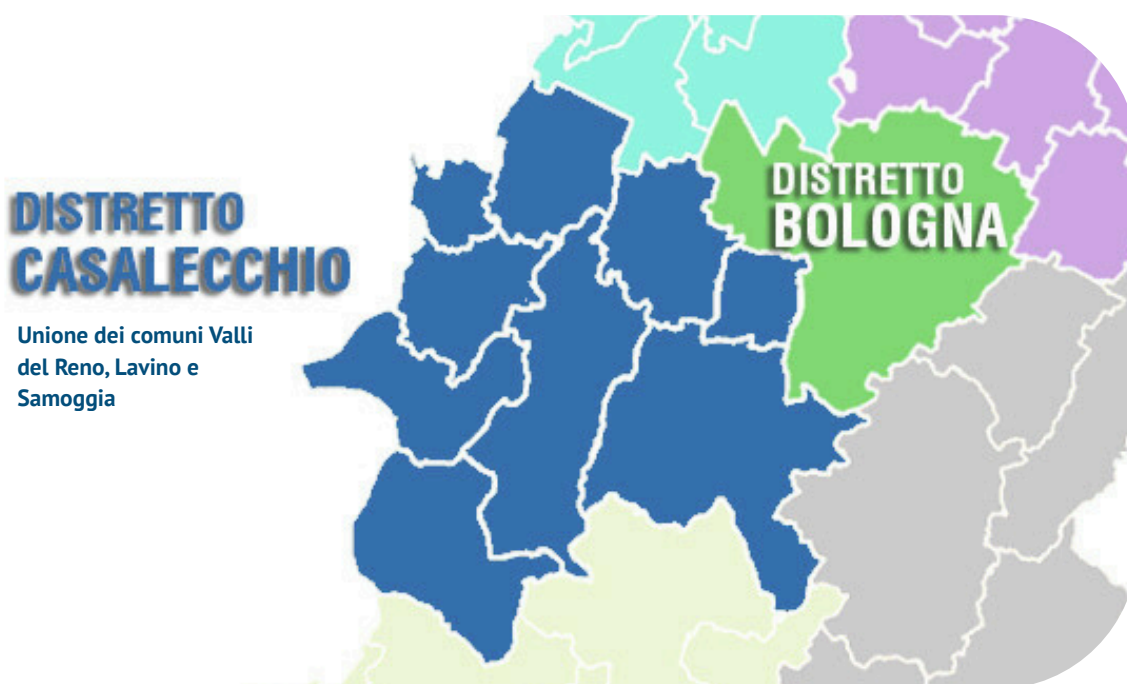 DISTRETTO
CASALECCHIO
Unione dei comuni Valli
del Reno, Lavino e
Samoggia
DISTRETTO
BOLOGNA